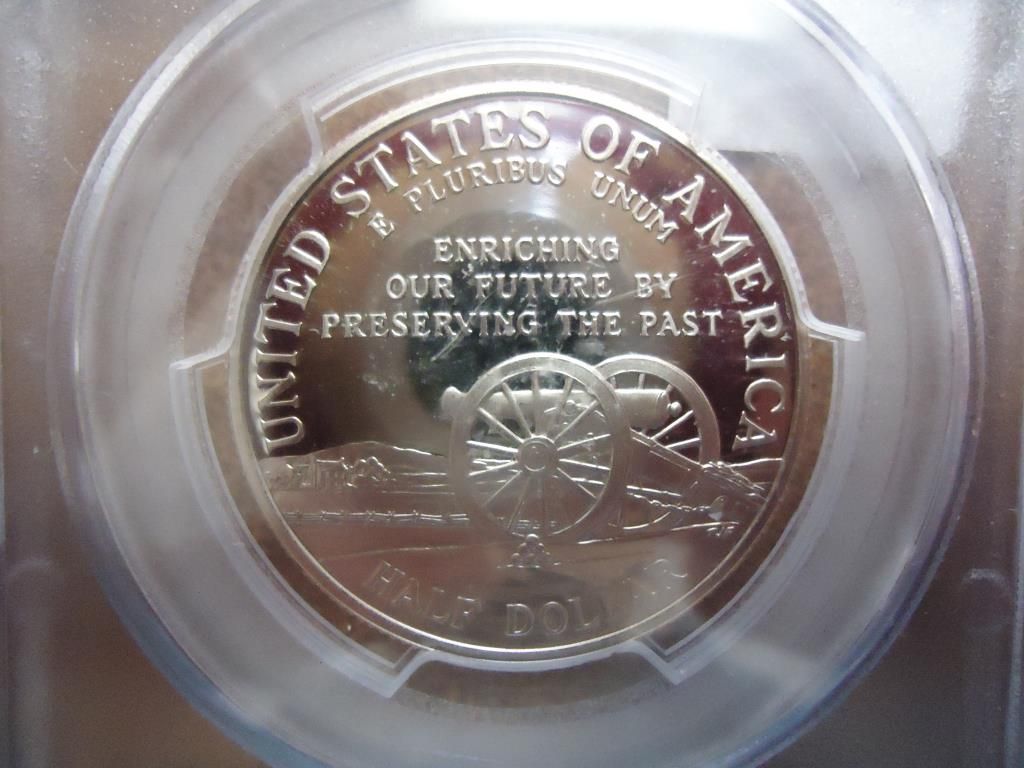 UNITED STATES OF AMERICA
E PLURIBUS UNUM
ENRICHING
OUR FUTURE BY
PRESERVING THE PAST
HALF DOLLAR